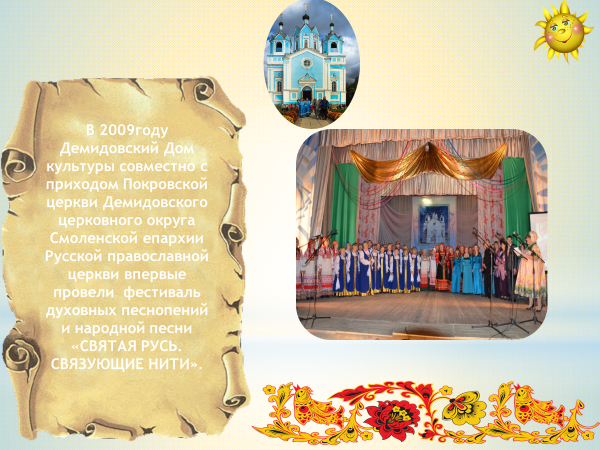 В 2009году
Демидовский Дом
культуры совместно с
приходом Покровской
церкви Демидовского
церковного округа
Смоленской епархии
Русской православной
церкви впервые
провели фестиваль
духовных песнопений
и народной песни
«СВЯТАЯ РУСЬ.
СВЯЗУЮЩИЕ НИТИ».